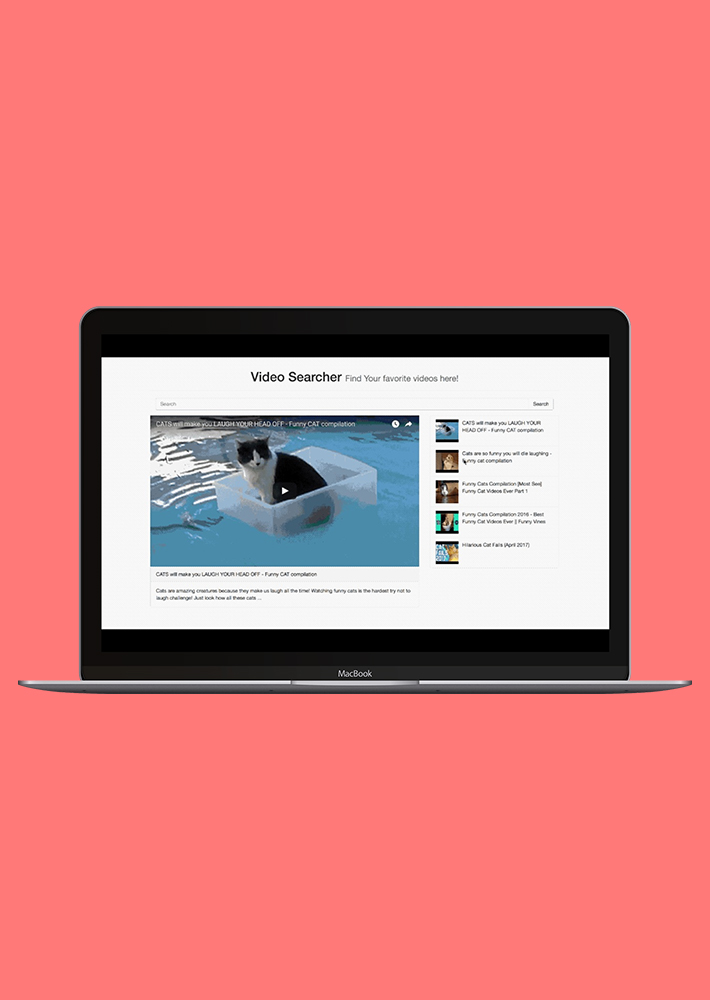 Video Searcher Find Your favorite videos here!
Search
Search
CATS will make you LAUGH YOUR HEAD OFF - Funny CAT compilation
CATS will make you LAUGH YOUR HEAD OFF - Funny CAT compilation
Cats are amazing creatures because they make us laugh all the time! Watching funny cats is the hardest try not to
laugh challenge! Just look how all these cats ...
CATS will make you LAUGH YOUR
HEAD OFF - Funny CAT compilation
Cats are so funny you will die laughing -
Funny cat compilation
Funny Cats Compilation [Most See]
Funny Cat Videos Ever Part 1
Funny Cats Compilation 2016 - Best
Funny Cat Videos Ever || Funny Vines
Hilarious Cat Fails [April 2017]
MacBook